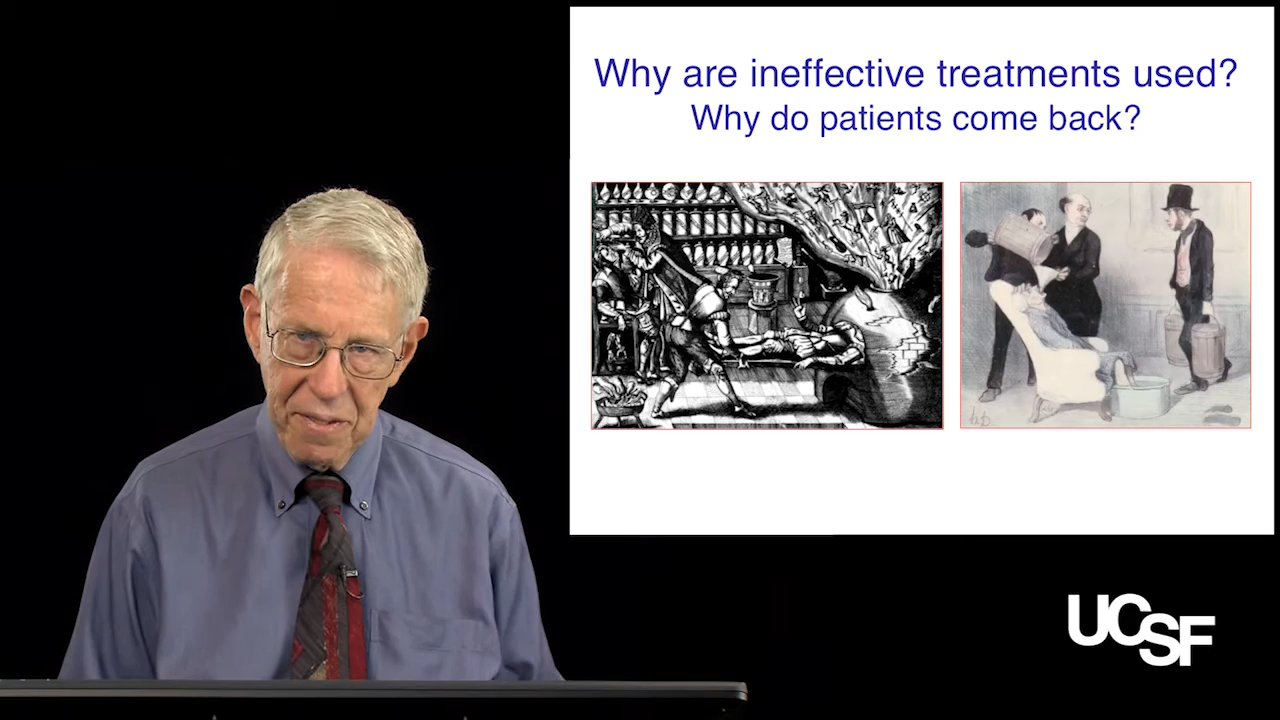 Why are ineffective treatments used?
Why do patients come back?
UCSF